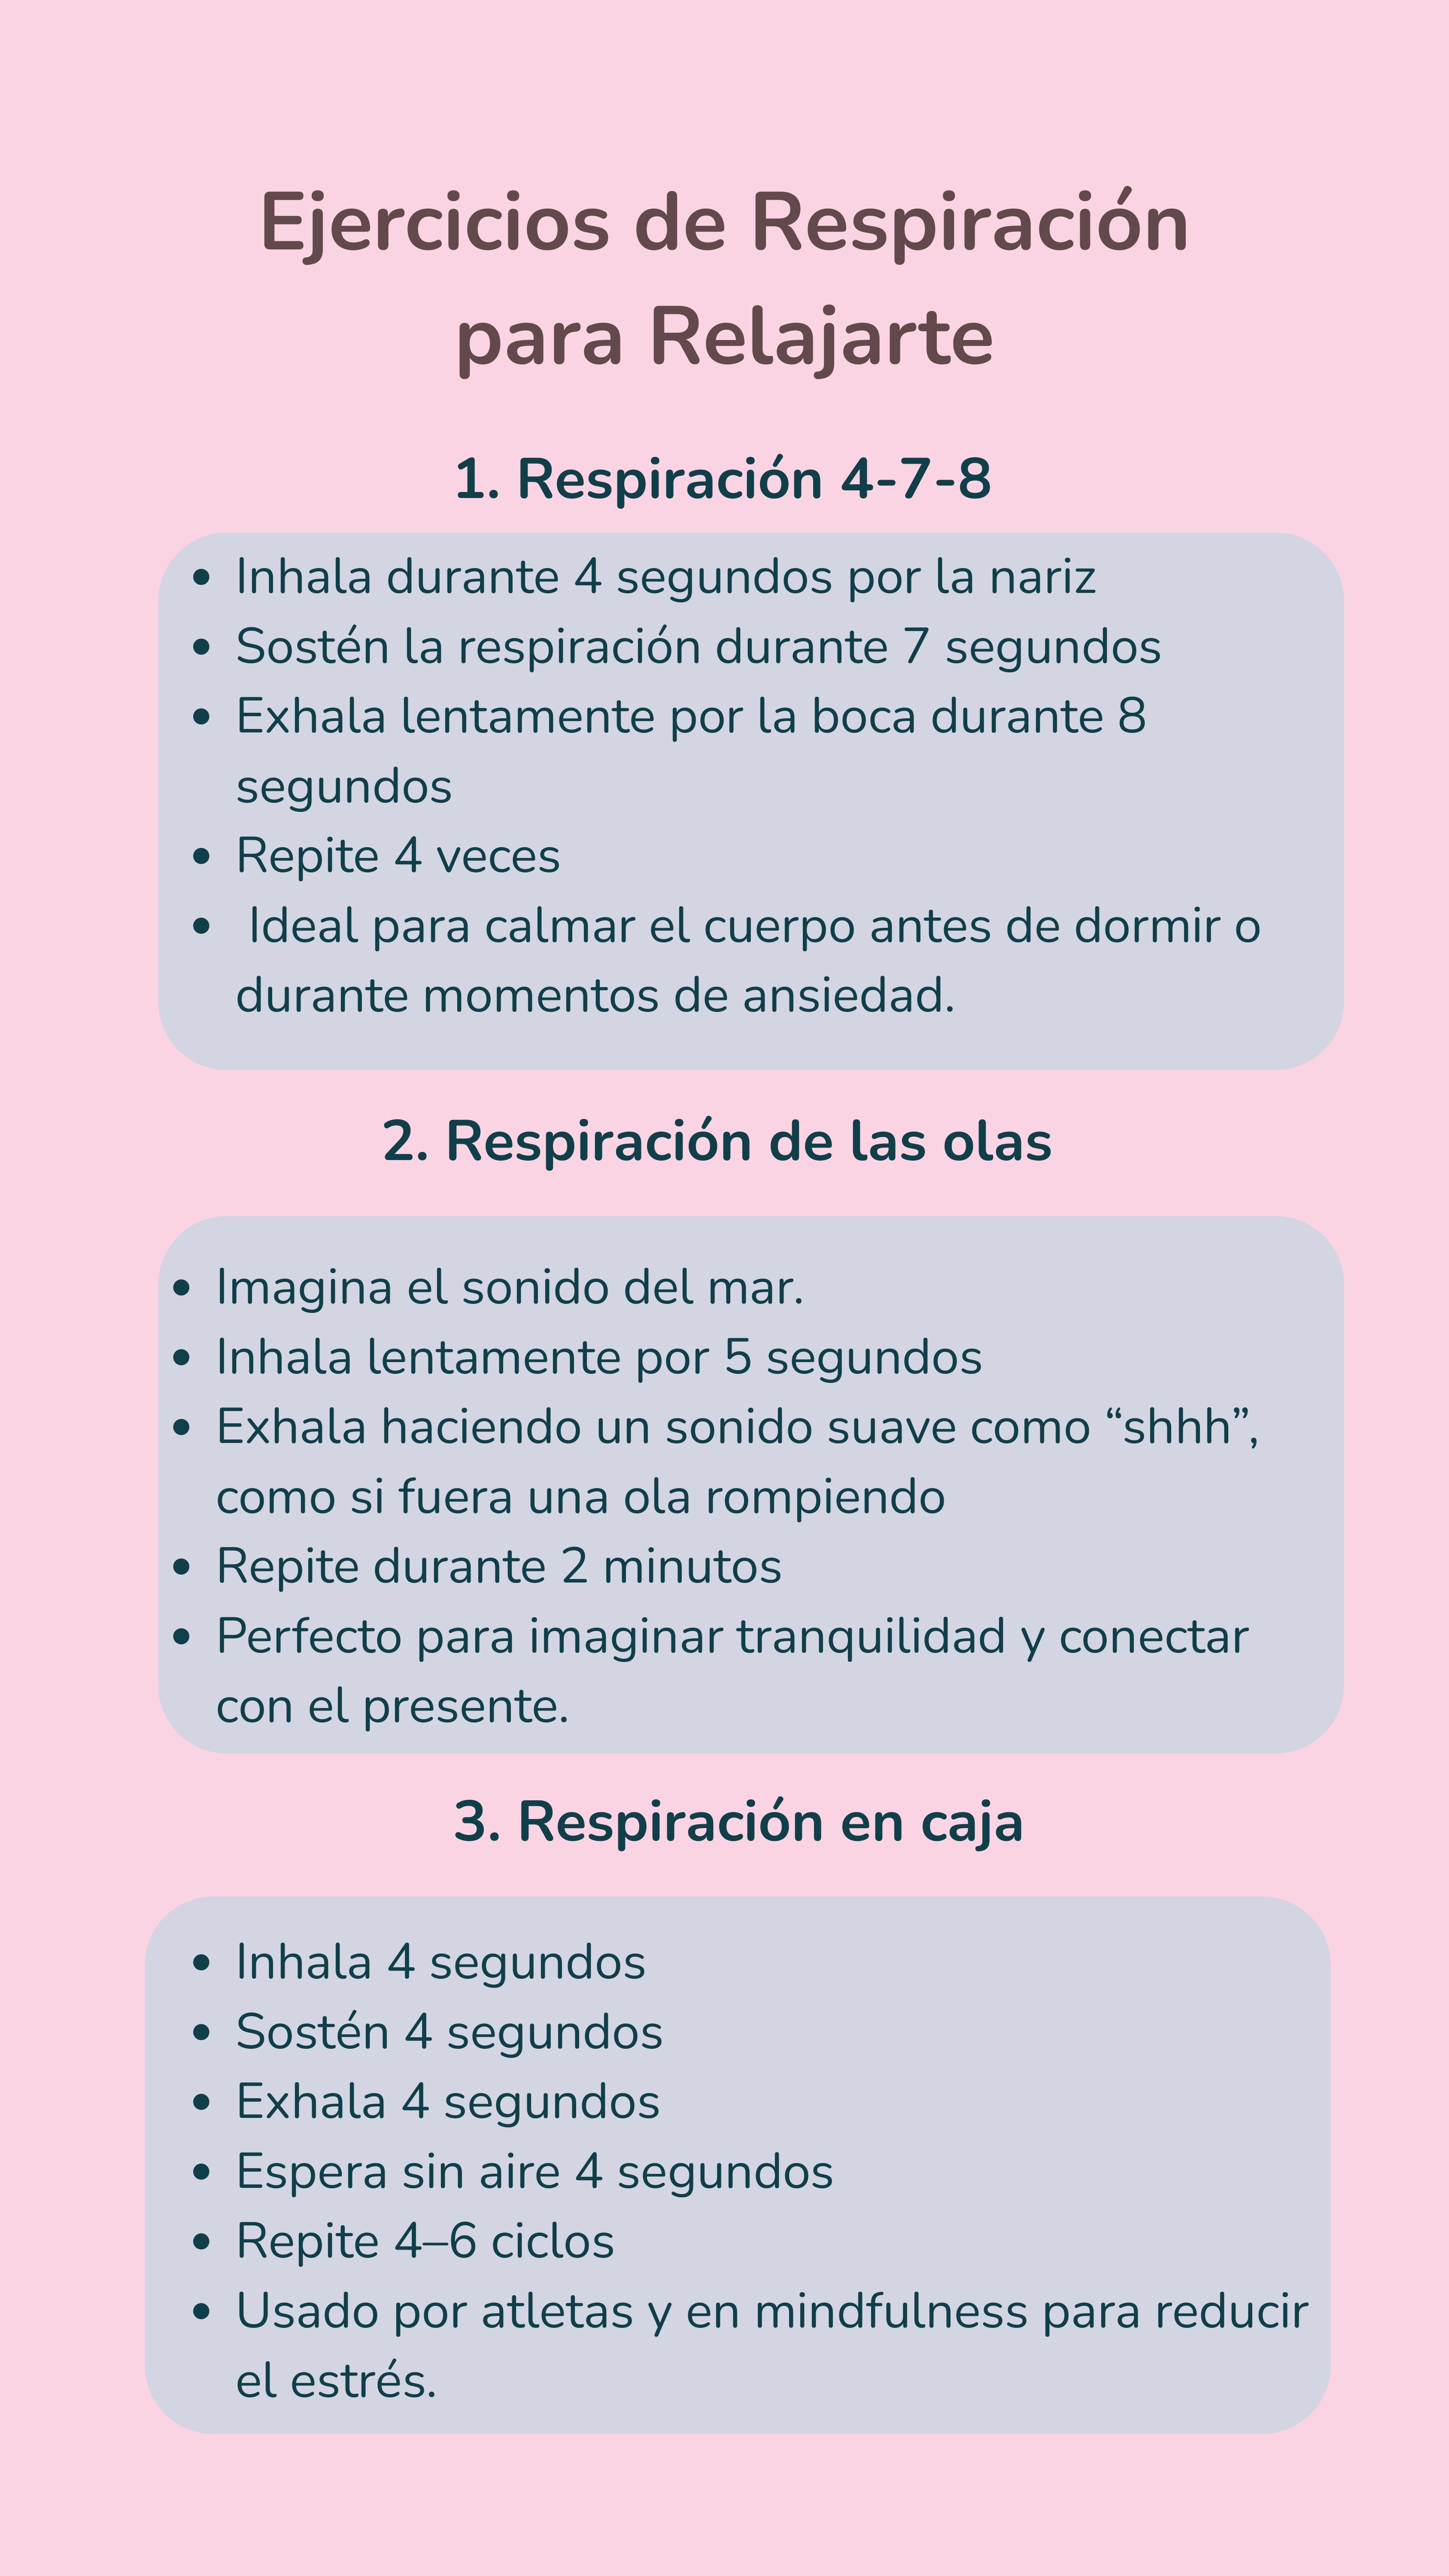 Ejercicios de Respiración
para Relajarte
1. Respiración 4-7-8
• Inhala durante 4 segundos por la nariz
• Sostén la respiración durante 7 segundos
• Exhala lentamente por la boca durante 8
segundos
• Repite 4 veces
• Ideal para calmar el cuerpo antes de dormir o
durante momentos de ansiedad.
2. Respiración de las olas
• Imagina el sonido del mar.
• Inhala lentamente por 5 segundos
• Exhala haciendo un sonido suave como “shhh”,
como si fuera una ola rompiendo
• Repite durante 2 minutos
• Perfecto para imaginar tranquilidad y conectar
con el presente.
3. Respiración en caja
• Inhala 4 segundos
• Sostén 4 segundos
• Exhala 4 segundos
• Espera sin aire 4 segundos
• Repite 4–6 ciclos
• Usado por atletas y en mindfulness para reducir
el estrés.